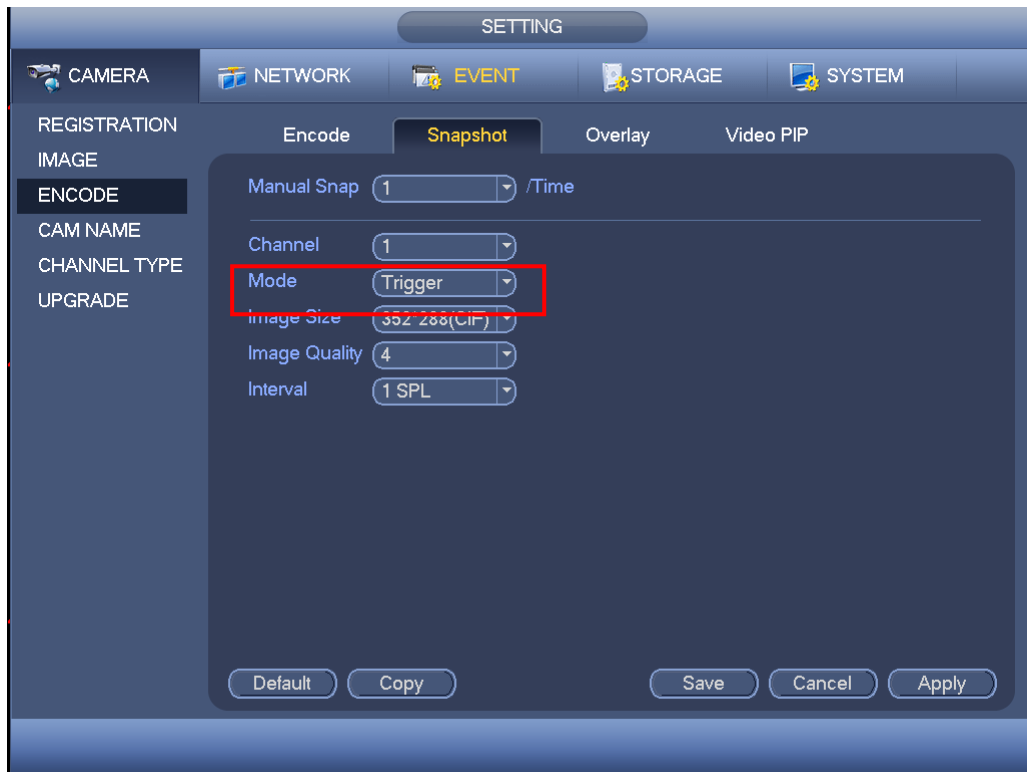 SETTING
CAMERA NETWORK EVENT STORAGE SYSTEM
REGISTRATION
IMAGE
ENCODE
CAM NAME
CHANNEL TYPE
UPGRADE
Encode Snapshot Overlay Video PIP
Manual Snap 1 /Time
Channel 1
Mode Trigger
Image Size 352*288(CIF)
Image Quality 4
Interval 1 SPL
Default Copy Save Cancel Apply